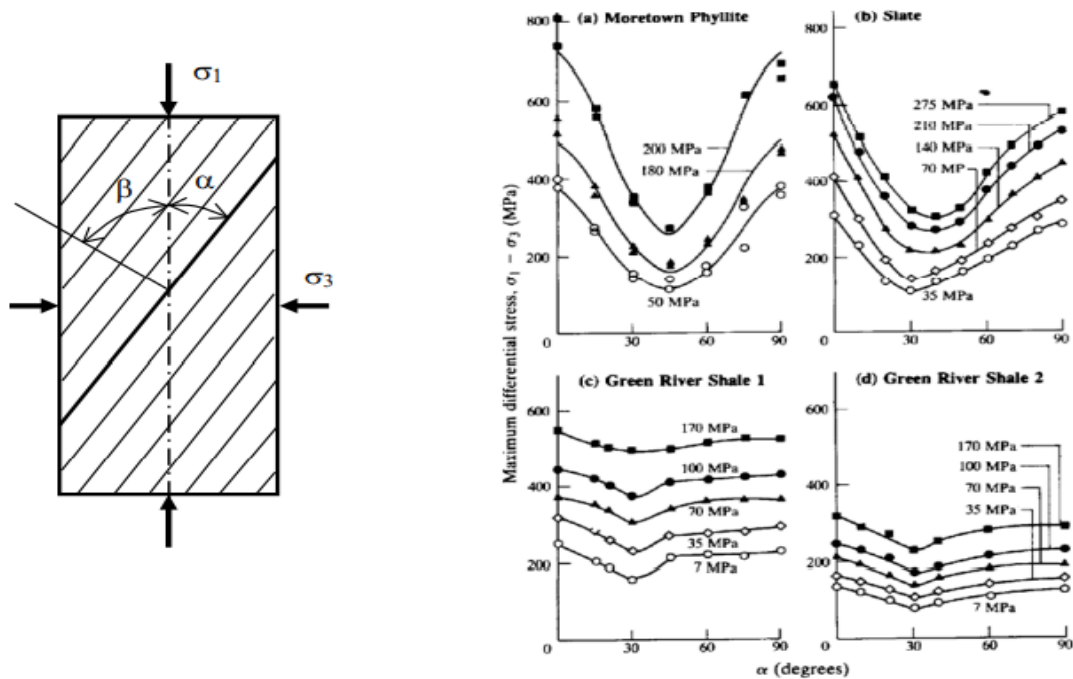 σ1
β
α
σ3
Maximum differential stress, σ1 − σ3 (MPa)
(a) Moretown Phyllite
800
600
400
200
0
30
60
90
200 MPa
180 MPa
50 MPa
(b) Slate
800
600
400
200
0
30
60
90
275 MPa
210 MPa
140 MPa
70 MP
35 MPa
(c) Green River Shale 1
600
400
200
0
30
60
90
170 MPa
100 MPa
70 MPa
35 MPa
7 MPa
(d) Green River Shale 2
600
400
200
0
30
60
90
170 MPa
100 MPa
70 MPa
35 MPa
7 MPa
α (degrees)